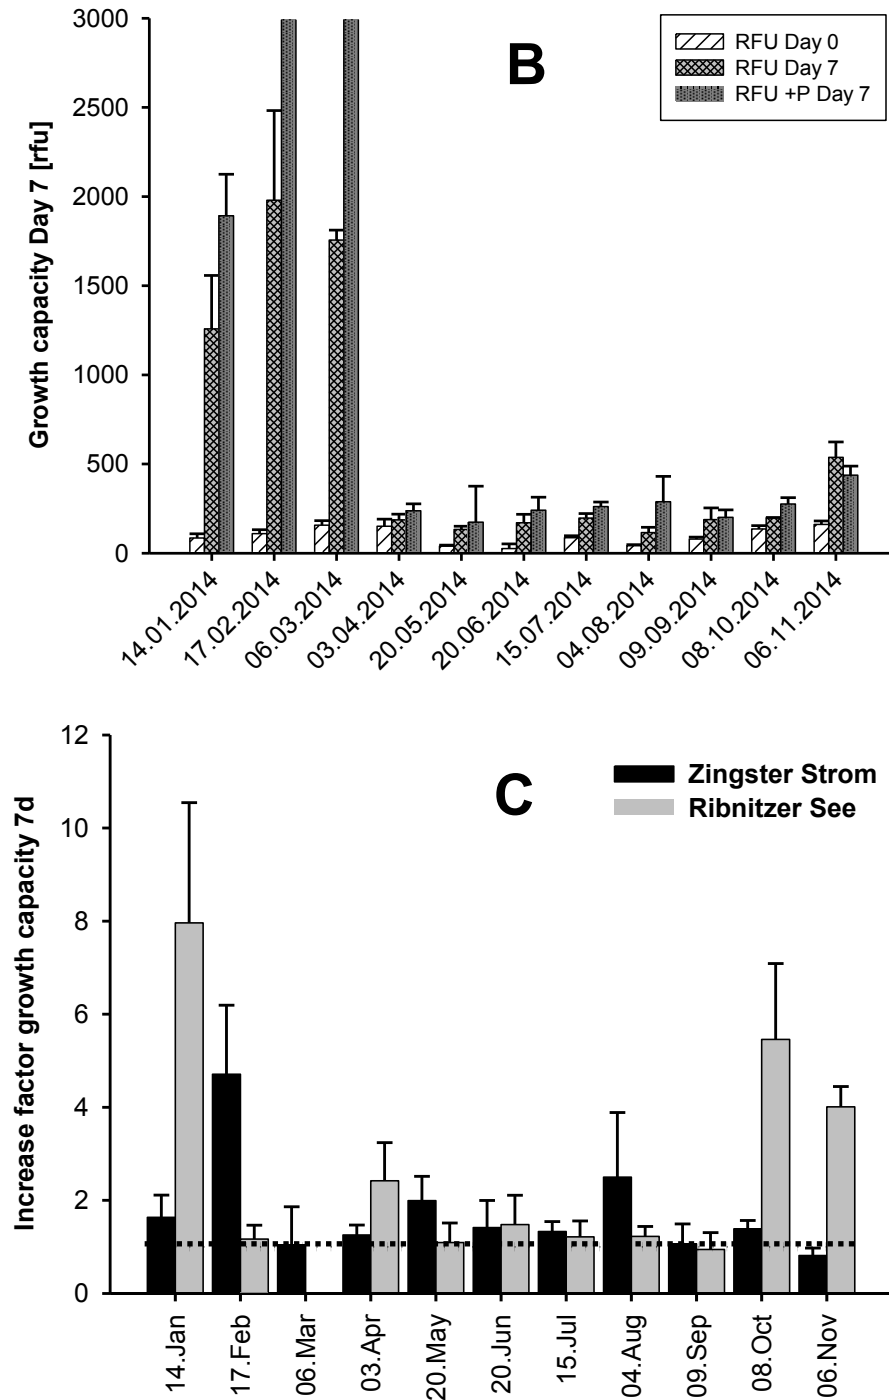 3000
2500
2000
1500
1000
500
0
Growth capacity Day 7 [rfu]
B
RFU Day 0
RFU Day 7
RFU +P Day 7
14.01.2014
17.02.2014
06.03.2014
03.04.2014
20.05.2014
20.06.2014
15.07.2014
04.08.2014
09.09.2014
08.10.2014
06.11.2014
12
10
8
6
4
2
0
Increase factor growth capacity 7d
C
Zingster Strom
Ribnitzer See
14.Jan
17.Feb
06.Mar
03.Apr
20.May
20.Jun
15.Jul
04.Aug
09.Sep
08.Oct
06.Nov